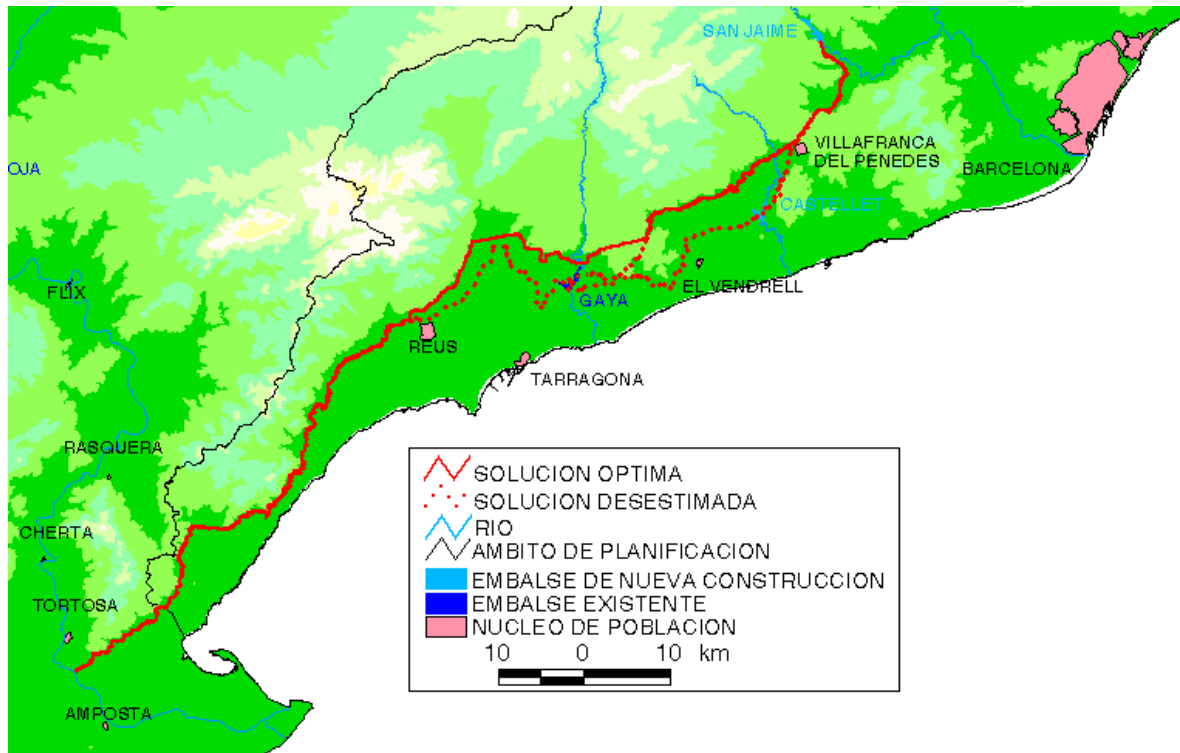 SAN JAIME
VILLAFRANCA
DEL PENEDES
BARCELONA
OJA
CASTELLET
FLIX
GAYA
EL VENDRELL
REUS
TARRAGONA
RASQUERA
CHERTA
TORTOSA
AMPOSTA
SOLUCION OPTIMA
SOLUCION DESESTIMADA
RIO
AMBITO DE PLANIFICACION
EMBALSE DE NUEVA CONSTRUCCION
EMBALSE EXISTENTE
NUCLEO DE POBLACION
10 0 10 km